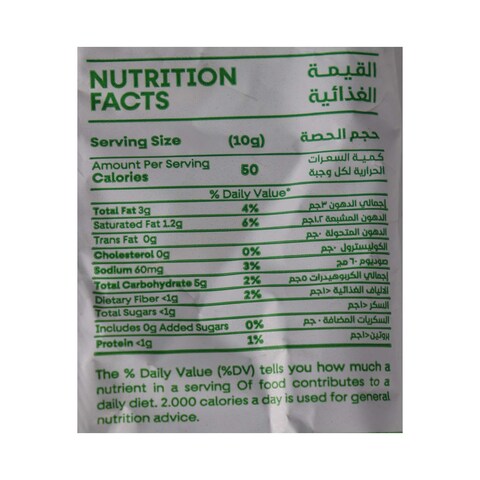 NUTRITION FACTS القيمة الغذائية
Serving Size (10g) حجم الحصة
Amount Per Serving كمية السعرات
Calories 50 الحرارية لكل وجبة
% Daily Value*
Total Fat 3g 4% إجمالي الدهون ٣جم
Saturated Fat 1.2g 6% الدهون المشبعة ١.٢جم
Trans Fat 0g الدهون المتحولة ٠جم
Cholesterol 0g 0% الكوليسترول ٠جم
Sodium 60mg 3% صوديوم ٦٠ مج
Total Carbohydrate 5g 2% إجمالي الكربوهيدرات ٥جم
Dietary Fiber <1g 2% الألياف الغذائية <١جم
Total Sugars <1g السكر <١جم
Includes 0g Added Sugars 0% السكريات المضافة ٠جم
Protein <1g 1% بروتين <١جم
The % Daily Value (%DV) tells you how much a
nutrient in a serving Of food contributes to a
daily diet. 2.000 calories a day is used for general
nutrition advice.